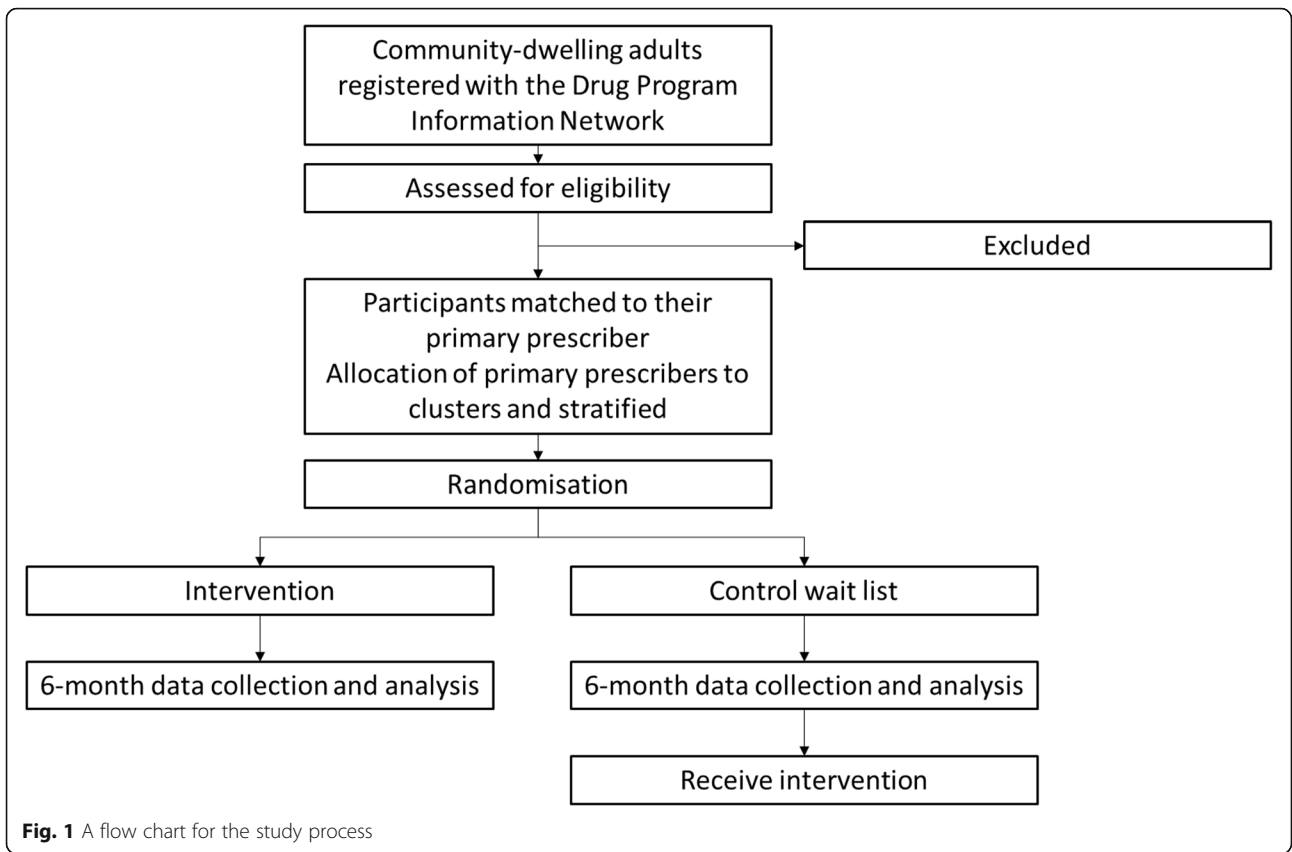 Community-dwelling adults
registered with the Drug Program
Information Network
Assessed for eligibility
Excluded
Participants matched to their
primary prescriber
Allocation of primary prescribers to
clusters and stratified
Randomisation
Intervention
Control wait list
6-month data collection and analysis
6-month data collection and analysis
Receive intervention
Fig. 1 A flow chart for the study process